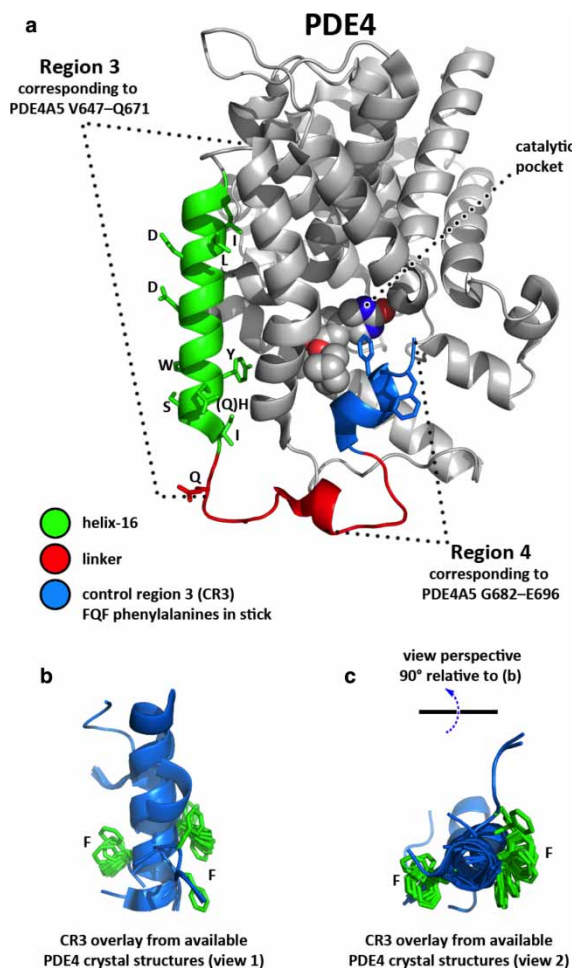 a
PDE4
Region 3
corresponding to
PDE4A5 V647–Q671
catalytic
pocket
D
I
L
D
W
Y
S
(Q)H
I
Q
helix-16
linker
control region 3 (CR3)
FQF phenylalanines in stick
Region 4
corresponding to
PDE4A5 G682–E696
b
F
F
CR3 overlay from available
PDE4 crystal structures (view 1)
c
view perspective
90° relative to (b)
F
F
CR3 overlay from available
PDE4 crystal structures (view 2)